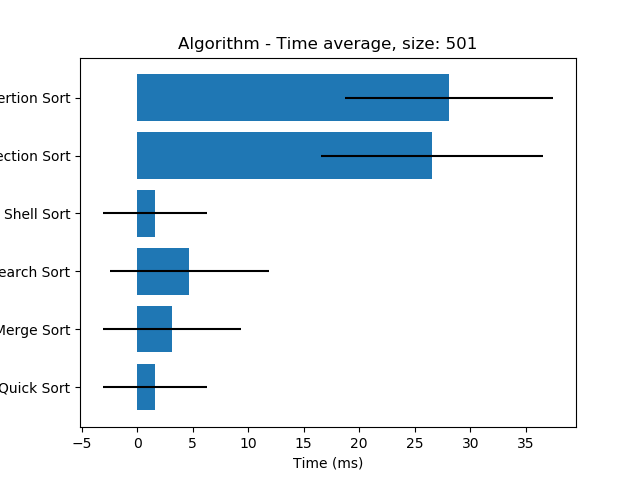 Algorithm - Time average, size: 501
ertion Sort
ection Sort
Shell Sort
earch Sort
Merge Sort
Quick Sort
−5 0 5 10 15 20 25 30 35
Time (ms)